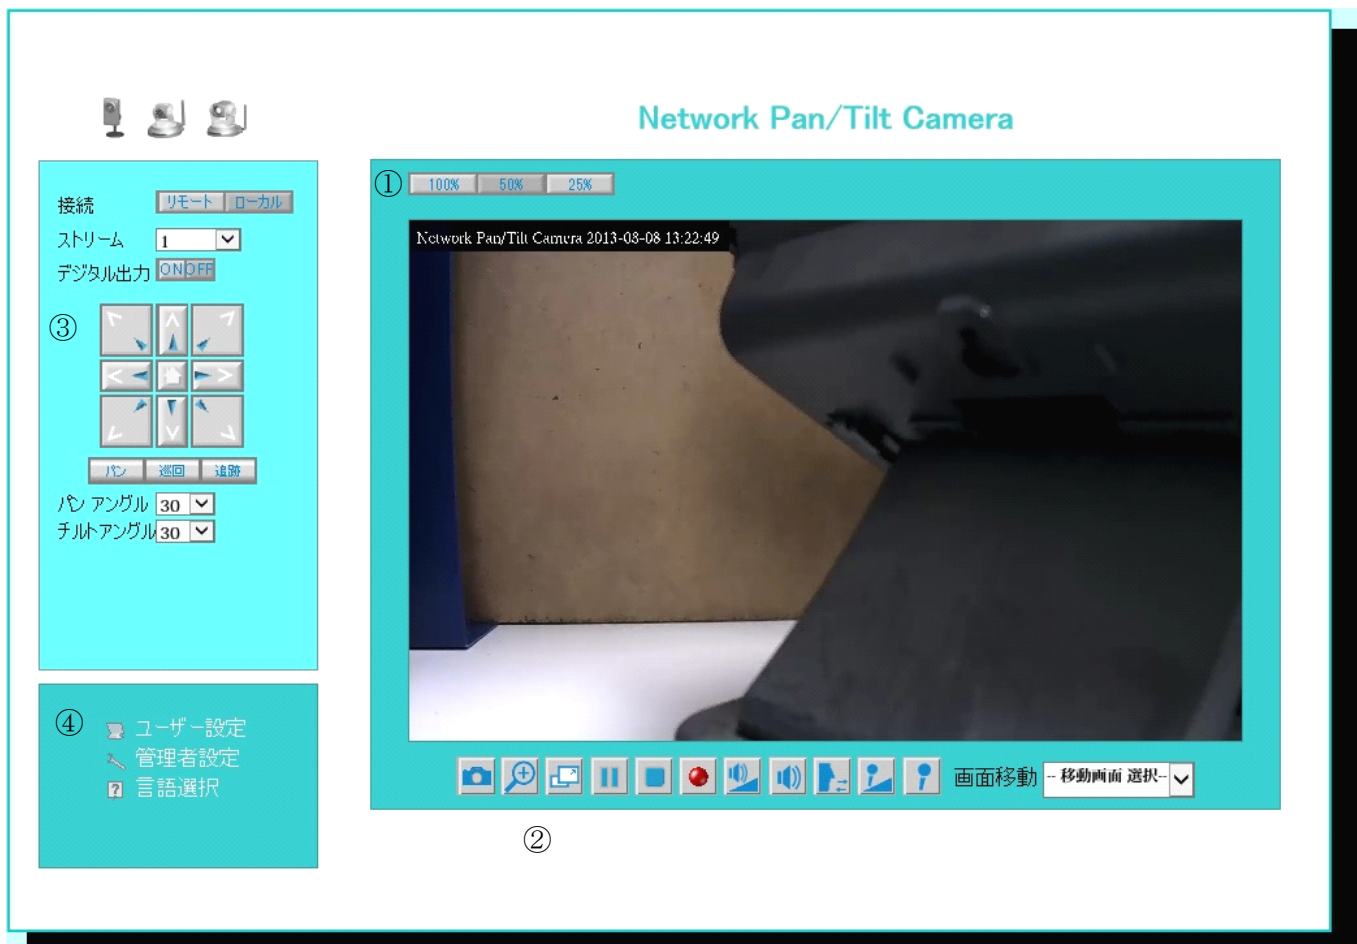 Network Pan/Tilt Camera
接続 リモート ローカル
ストリーム 1
デジタル出力 ON OFF
③
パン 巡回 追跡
パン アングル 30
チルトアングル 30
④ ユーザー設定
管理者設定
言語選択
① 100% 50% 25%
Network Pan/Tilt Camera 2013-08-08 13:22:49
画面移動 -- 移動画面 選択--
②